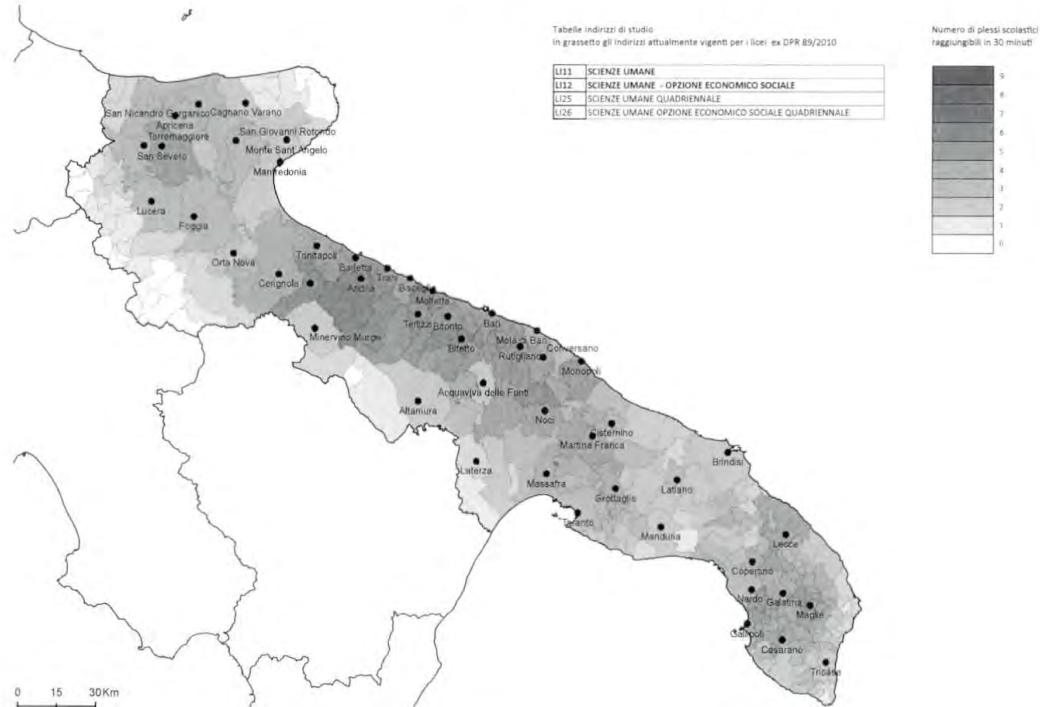 Tabelle indirizzi di studio
in grassetto gli indirizzi attualmente vigenti per i licei ex DPR 89/2010
LI11 SCIENZE UMANE
LI12 SCIENZE UMANE - OPZIONE ECONOMICO SOCIALE
LI25 SCIENZE UMANE QUADRIENNALE
LI26 SCIENZE UMANE OPZIONE ECONOMICO SOCIALE QUADRIENNALE
Numero di plessi scolastici
raggiungibili in 30 minuti
9
8
7
6
5
4
3
2
1
0
San Nicandro Garganico
Cagnano Varano
Apricena
Torremaggiore
San Giovanni Rotondo
San Severo
Monte Sant'Angelo
Manfredonia
Lucera
Foggia
Orta Nova
Trinitapoli
Cerignola
Barletta
Trani
Andria
Bisceglie
Molfetta
Terlizzi
Bitonto
Bari
Minervino Murge
Bitetto
Mola di Bari
Rutigliano
Conversano
Monopoli
Acquaviva delle Fonti
Altamura
Noci
Cisternino
Martina Franca
Brindisi
Laterza
Massafra
Grottaglie
Latiano
Taranto
Manduria
Lecce
Copertino
Nardò
Galatina
Maglie
Gallipoli
Casarano
Tricase
0 15 30Km